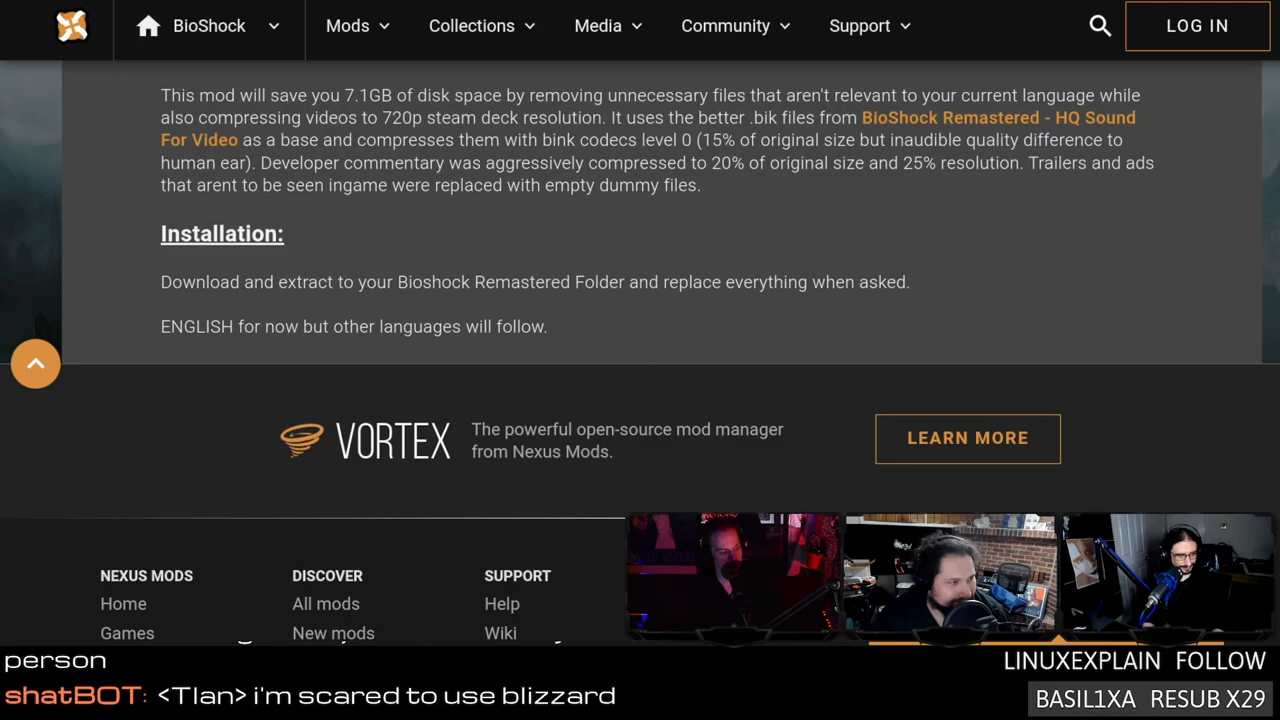 BioShock Mods Collections Media Community Support LOG IN
This mod will save you 7.1GB of disk space by removing unnecessary files that aren't relevant to your current language while
also compressing videos to 720p steam deck resolution. It uses the better .bik files from BioShock Remastered - HQ Sound
For Video as a base and compresses them with bink codecs level 0 (15% of original size but inaudible quality difference to
human ear). Developer commentary was aggressively compressed to 20% of original size and 25% resolution. Trailers and ads
that arent to be seen ingame were replaced with empty dummy files.
Installation:
Download and extract to your Bioshock Remastered Folder and replace everything when asked.
ENGLISH for now but other languages will follow.
VORTEX
The powerful open-source mod manager
from Nexus Mods.
LEARN MORE
NEXUS MODS DISCOVER SUPPORT
Home All mods Help
Games New mods Wiki
person
shatBOT: <Tlan> i'm scared to use blizzard
LINUXEXPLAIN FOLLOW
BASIL1XA RESUB X29